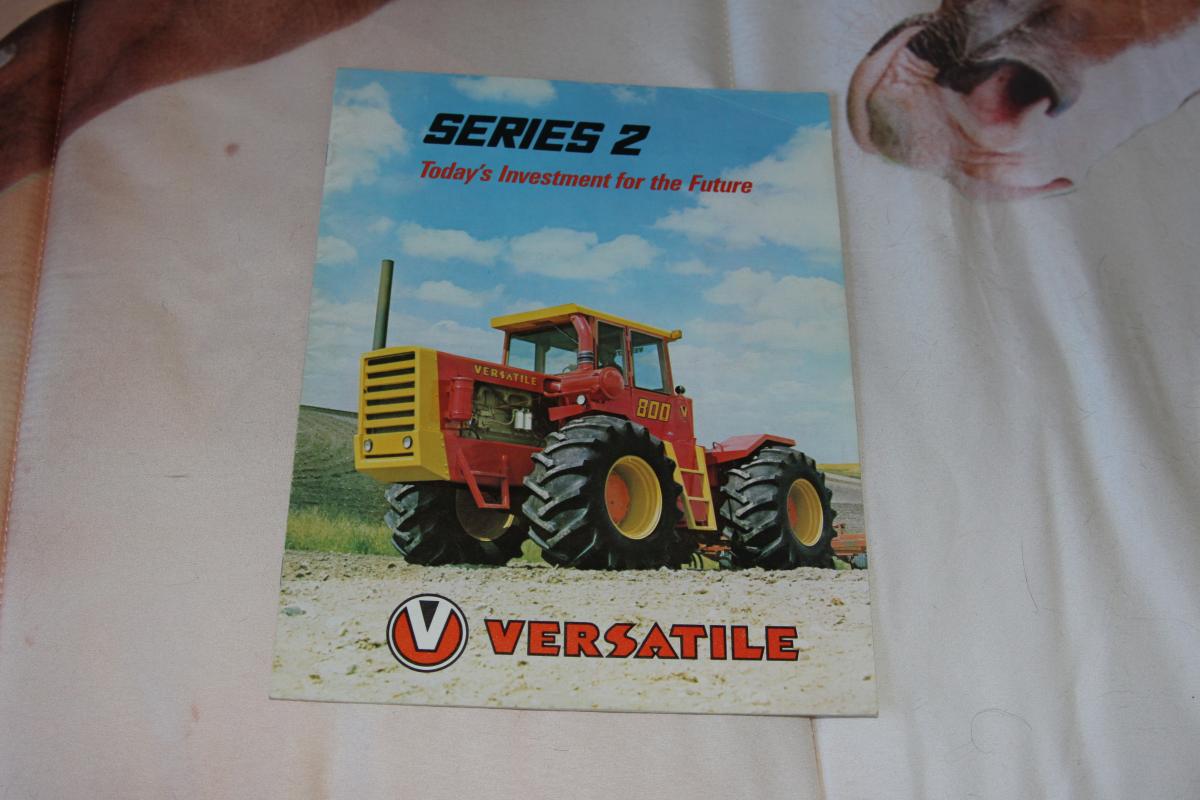 SERIES 2
Today's Investment for the Future
VERSATILE
800
V
V VERSATILE